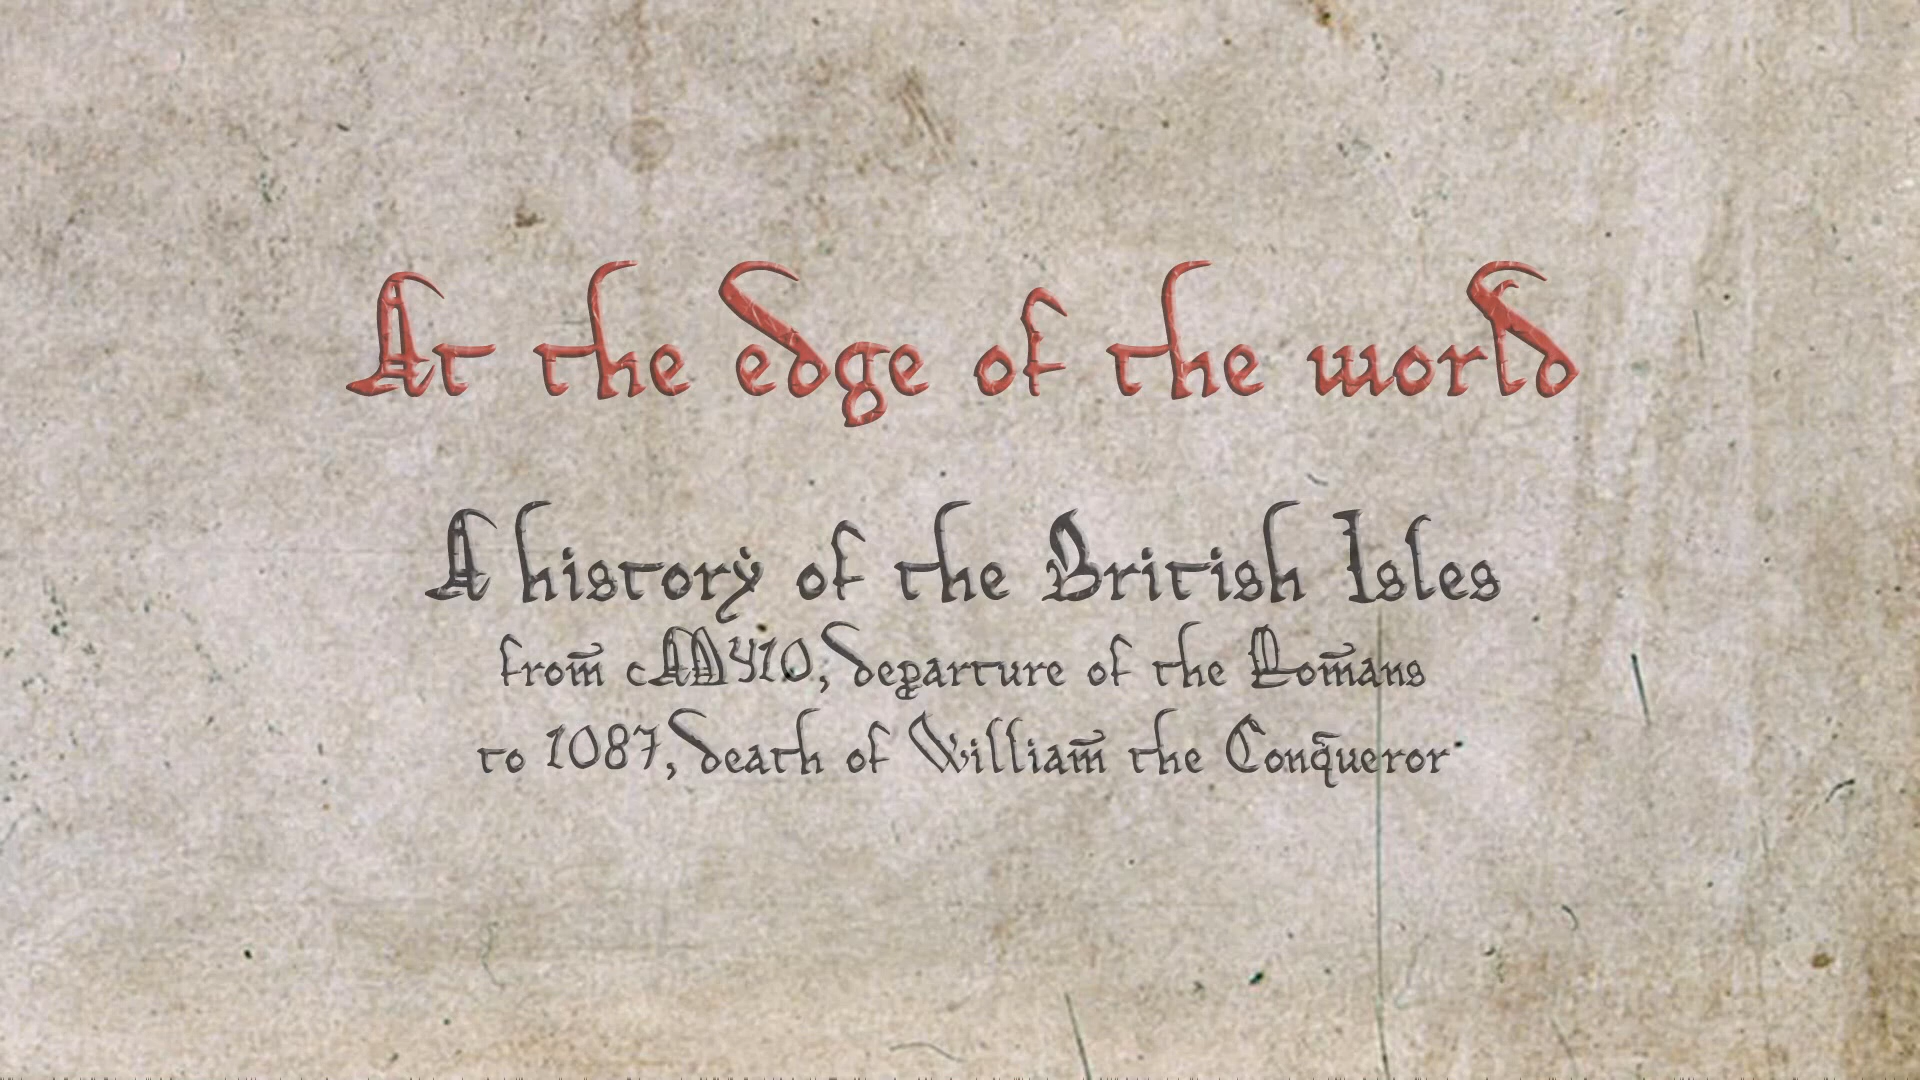 At the edge of the world
A history of the British Isles
from cAD410, departure of the Romans
to 1087, death of William the Conqueror